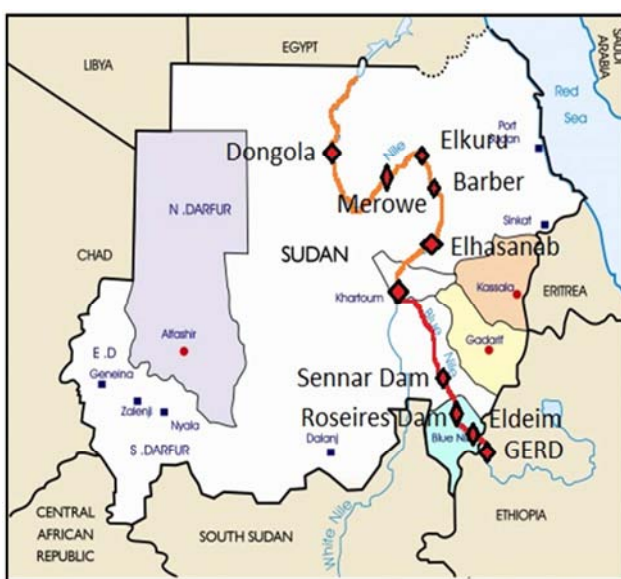 EGYPT
LIBYA
SAUDI
ARABIA
Red
Sea
Port
Sudan
Dongola
Nile
Elkuru
Merowe
Barber
N .DARFUR
Sinkat
SUDAN
Elhasanab
CHAD
Kassala
Khartoum
ERITREA
Blue
Nile
Alfashir
Gadarif
E .D
Geneina
Sennar Dam
Zalenji
Nyala
Roseires Dam
Eldeim
Blue Nile
S .DARFUR
Dalanj
GERD
CENTRAL
AFRICAN
REPUBLIC
SOUTH SUDAN
White Nile
ETHIOPIA